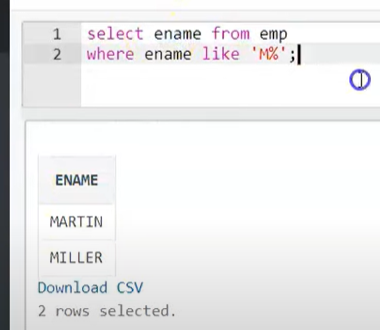 1 select ename from emp
2 where ename like 'M%';
ENAME
MARTIN
MILLER
Download CSV
2 rows selected.